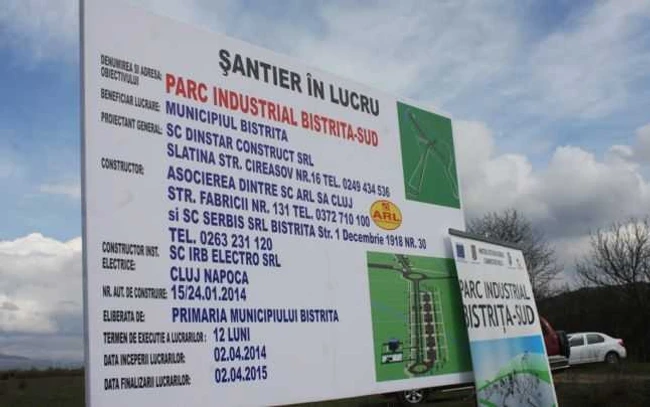 ŞANTIER ÎN LUCRU
DENUMIREA SI ADRESA OBIECTIVULUI: PARC INDUSTRIAL BISTRITA-SUD
BENEFICIAR LUCRARE: MUNICIPIUL BISTRITA
PROIECTANT GENERAL: SC DINSTAR CONSTRUCT SRL
SLATINA STR. CIREASOV NR.16 TEL. 0249 434 536
CONSTRUCTOR: ASOCIEREA DINTRE SC ARL SA CLUJ
STR. FABRICII NR. 131 TEL. 0372 710 100
ARL
si SC SERBIS SRL BISTRITA Str. 1 Decembrie 1918 NR. 30
TEL. 0263 231 120
CONSTRUCTOR INST. ELECTRICE: SC IRB ELECTRO SRL
CLUJ NAPOCA
NR. AUT. DE CONSTRUIRE: 15/24.01.2014
ELIBERATA DE: PRIMARIA MUNICIPIULUI BISTRITA
TERMEN DE EXECUTIE A LUCRARILOR: 12 LUNI
DATA INCEPERII LUCRARILOR: 02.04.2014
DATA FINALIZARII LUCRARILOR: 02.04.2015
PARC INDUSTRIAL
BISTRIȚA-SUD